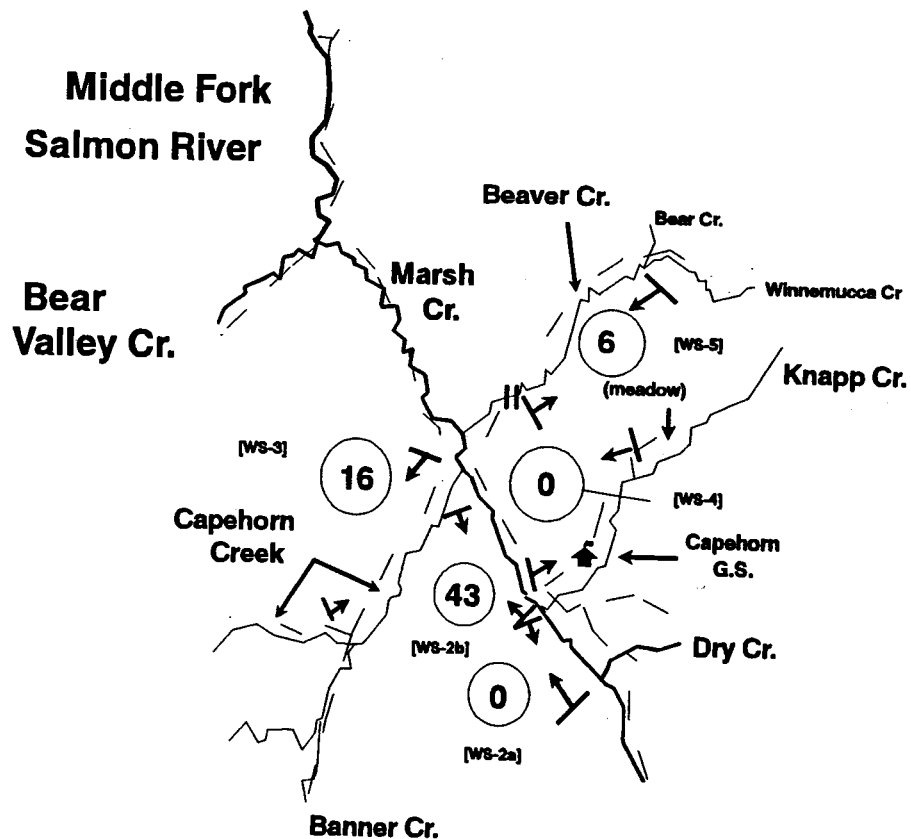 Middle Fork
Salmon River
Beaver Cr.
Bear Cr.
Marsh
Cr.
Winnemucca Cr
Bear
Valley Cr.
6
[WS-5]
Knapp Cr.
(meadow)
[WS-3]
16
0
[WS-4]
Capehorn
Creek
Capehorn
G.S.
43
[WS-2b]
Dry Cr.
0
[WS-2a]
Banner Cr.